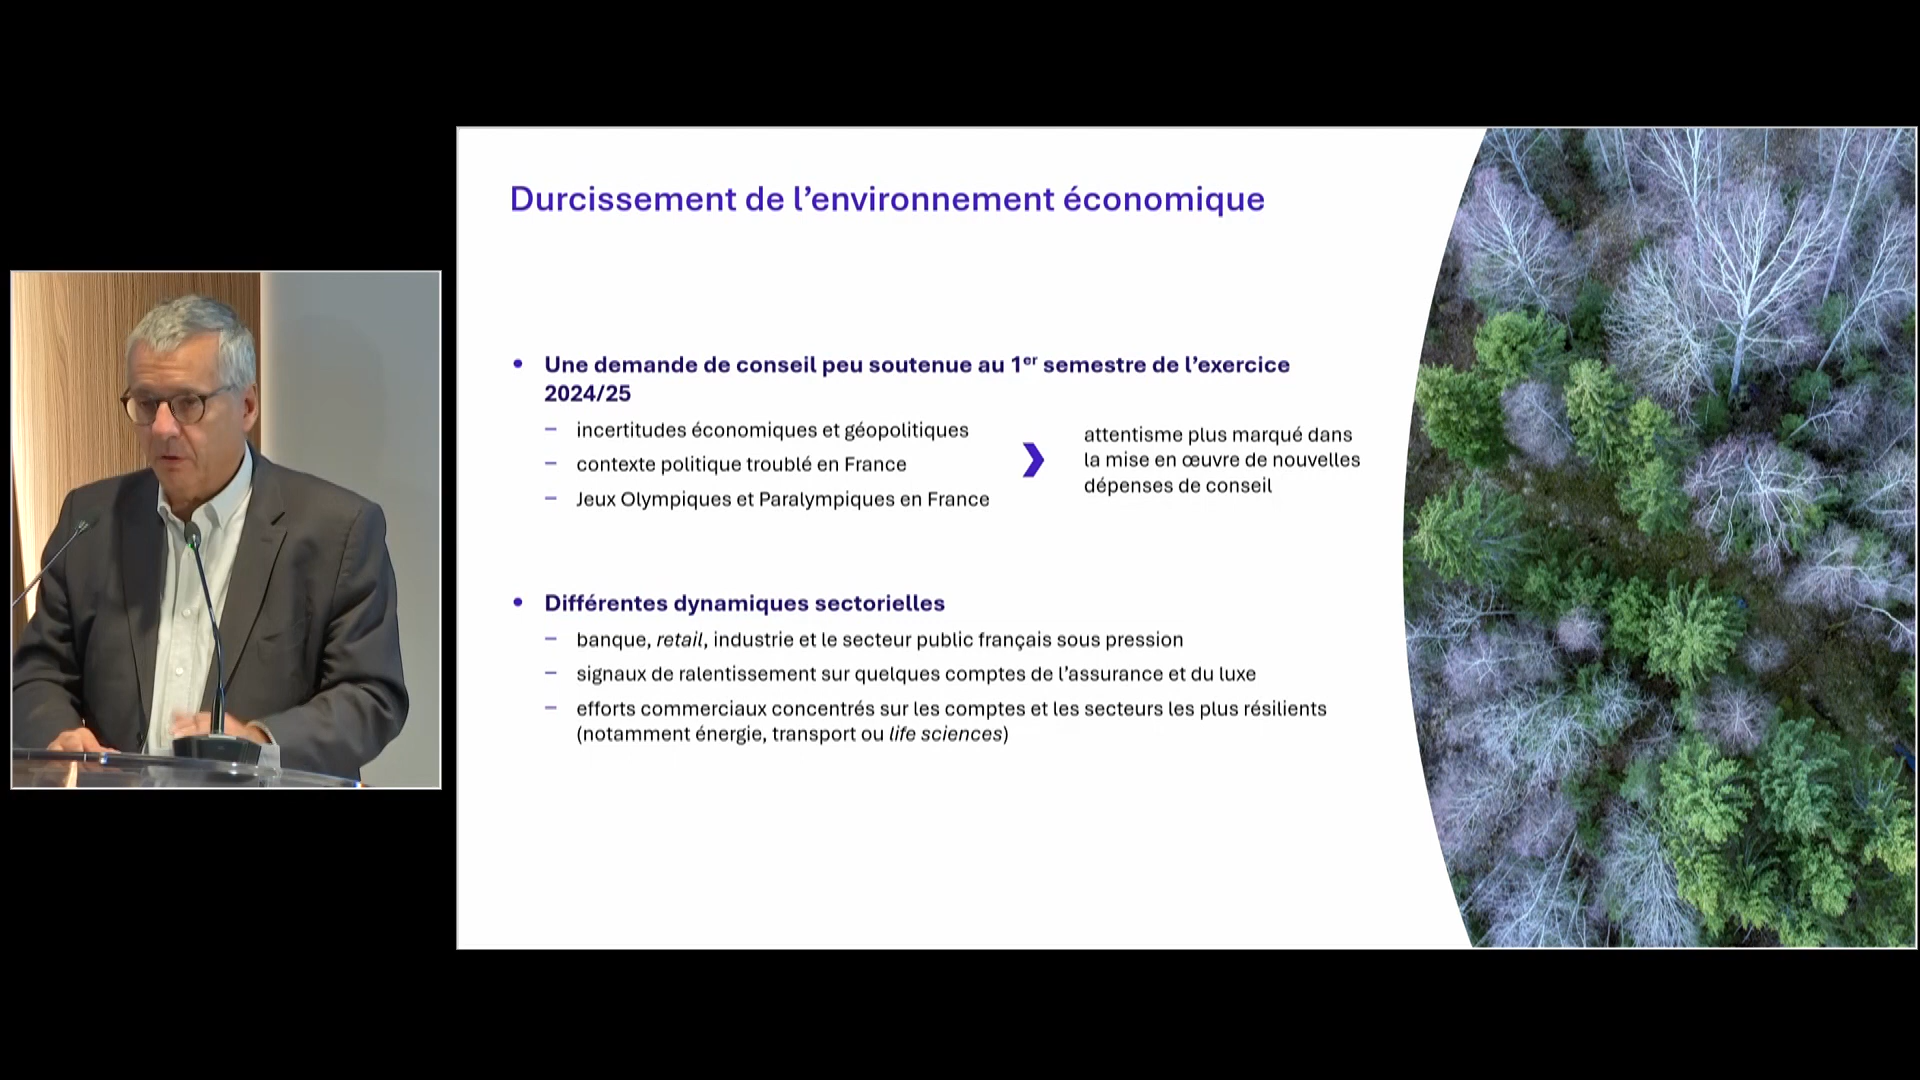 Durcissement de l’environnement économique
• Une demande de conseil peu soutenue au 1er semestre de l’exercice
2024/25
– incertitudes économiques et géopolitiques
– contexte politique troublé en France
– Jeux Olympiques et Paralympiques en France
attentisme plus marqué dans
la mise en œuvre de nouvelles
dépenses de conseil
• Différentes dynamiques sectorielles
– banque, retail, industrie et le secteur public français sous pression
– signaux de ralentissement sur quelques comptes de l’assurance et du luxe
– efforts commerciaux concentrés sur les comptes et les secteurs les plus résilients
(notamment énergie, transport ou life sciences)